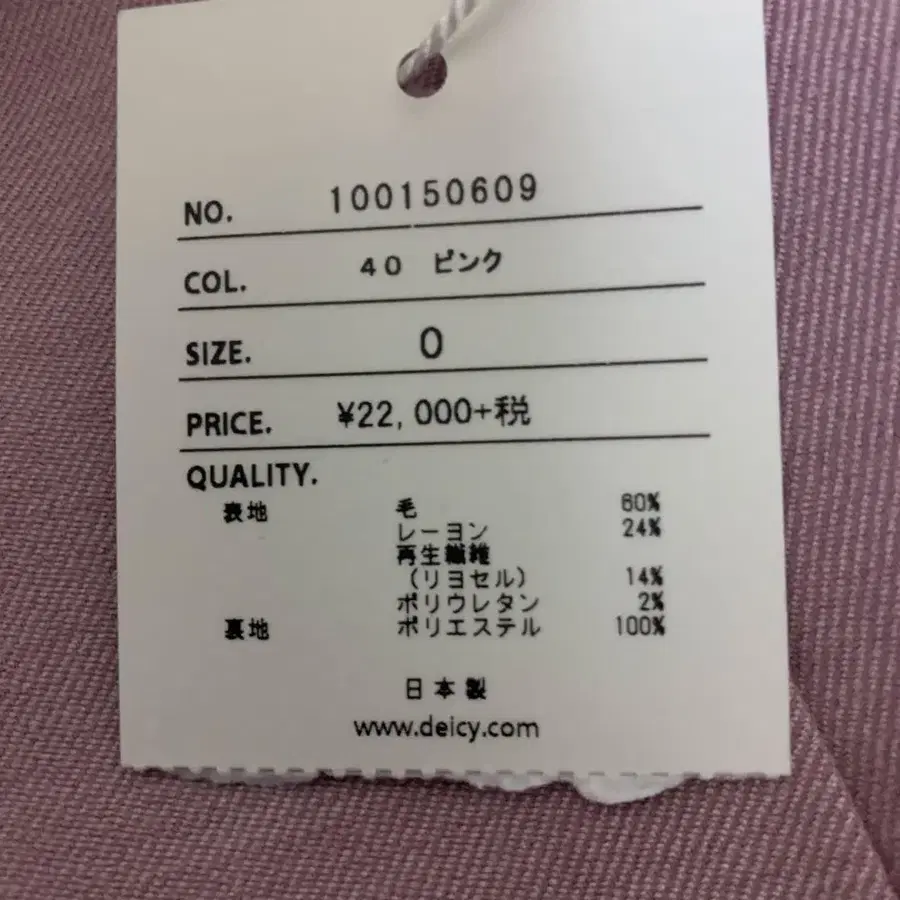 NO. 100150609
COL. 40 ピンク
SIZE. 0
PRICE. ¥22,000+税
QUALITY.
表地 毛 60%
レーヨン 24%
再生繊維
(リヨセル) 14%
ポリウレタン 2%
裏地 ポリエステル 100%
日本製
www.deicy.com